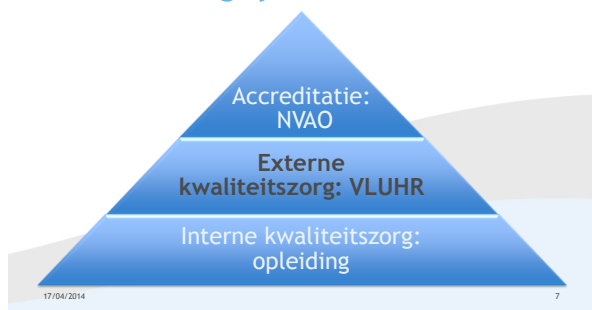 Accreditatie:
NVAO
Externe
kwaliteitszorg: VLUHR
Interne kwaliteitszorg:
opleiding
17/04/2014
7